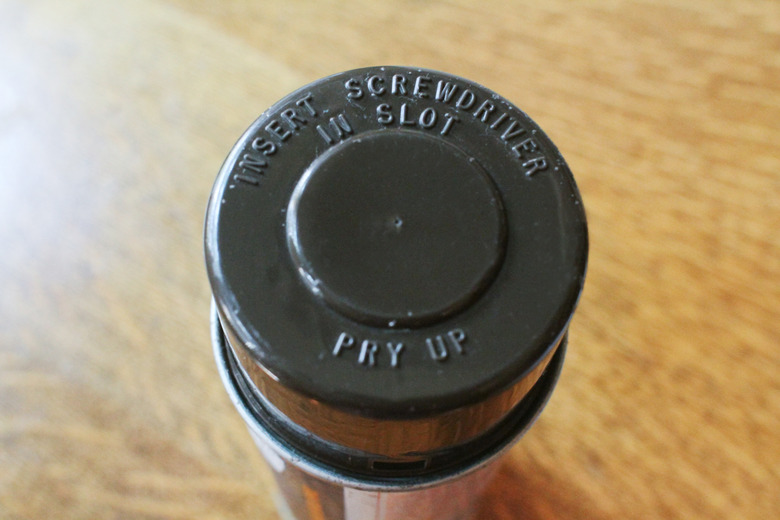 INSERT SCREWDRIVER
IN SLOT
PRY UP